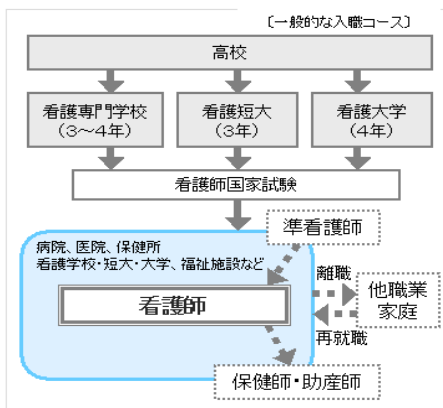 〔一般的な入職コース〕
高校
看護専門学校
(3～4年)
看護短大
(3年)
看護大学
(4年)
看護師国家試験
准看護師
病院、医院、保健所
看護学校・短大・大学、福祉施設など
看護師
離職
他職業
家庭
再就職
保健師・助産師